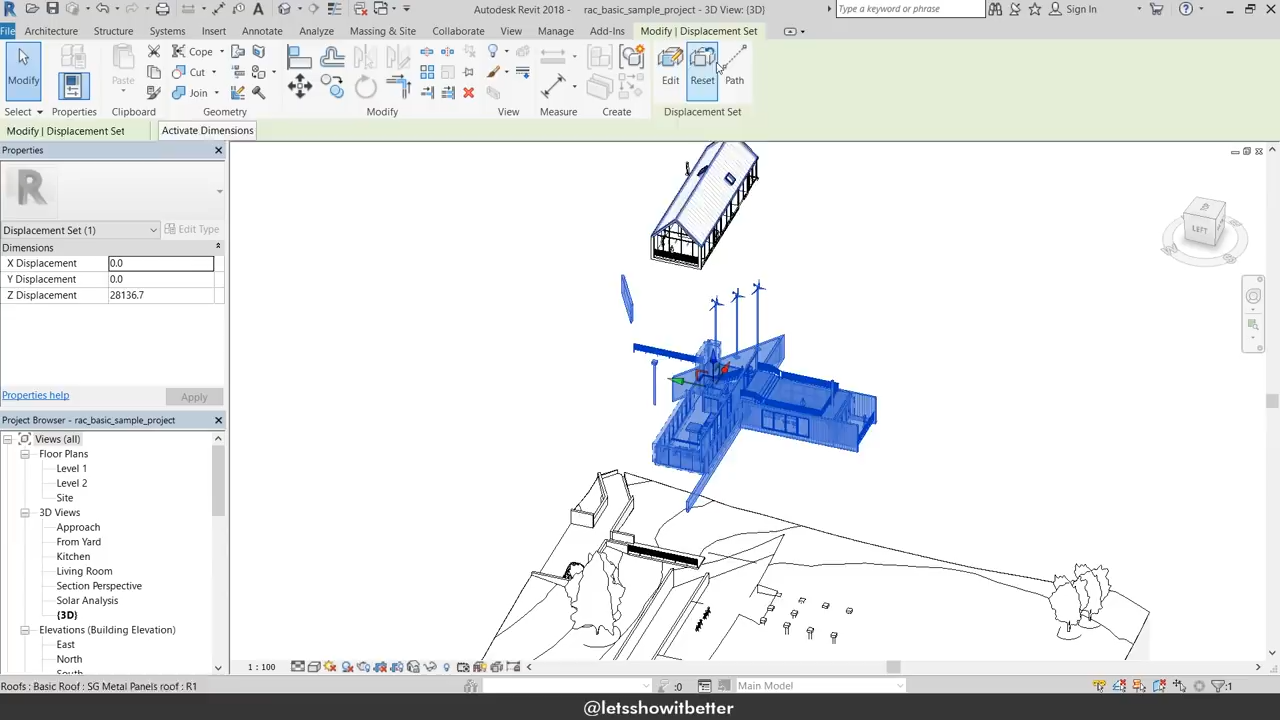 Autodesk Revit 2018 -
rac_basic_sample_project - 3D View: {3D}
Type a keyword or phrase
Sign In
File
Architecture
Structure
Systems
Insert
Annotate
Analyze
Massing & Site
Collaborate
View
Manage
Add-Ins
Modify | Displacement Set
Modify
Paste
Cope
Cut
Join
Edit
Reset
Path
Select
Properties
Clipboard
Geometry
Modify
View
Measure
Create
Displacement Set
Modify | Displacement Set
Activate Dimensions
Properties
R
Displacement Set (1)
Edit Type
Dimensions
X Displacement 0.0
Y Displacement 0.0
Z Displacement 28136.7
Properties help
Apply
LEFT
Project Browser - rac_basic_sample_project
Views (all)
Floor Plans
Level 1
Level 2
Site
3D Views
Approach
From Yard
Kitchen
Living Room
Section Perspective
Solar Analysis
{3D}
Elevations (Building Elevation)
East
North
South
1 : 100
Roofs : Basic Roof : SG Metal Panels roof : R1
:0
Main Model
:1
@letsshowitbetter